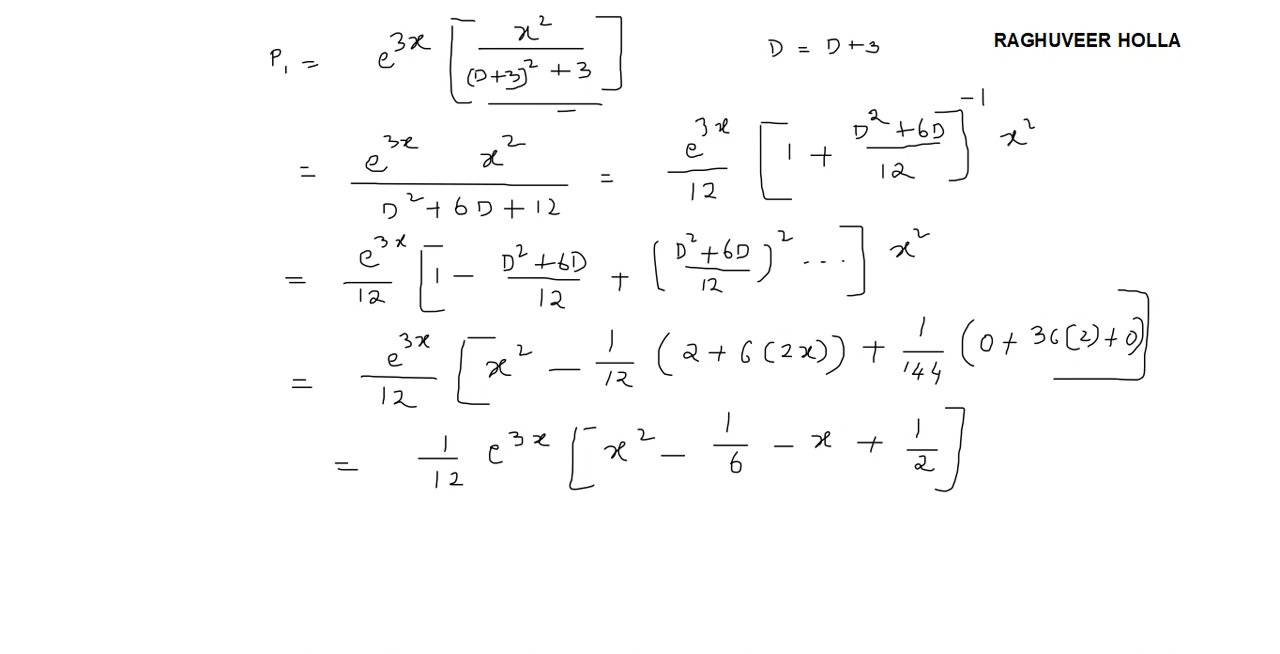 RAGHUVEER HOLLA
P₁ = e^{3x} [ x² / ((D+3)² + 3) ]    D = D+3
= e^{3x} x² / (D² + 6D + 12) = e^{3x}/12 [ 1 + (D² + 6D)/12 ]^{-1} x²
= e^{3x}/12 [ 1 - (D² + 6D)/12 + ( (D² + 6D)/12 )² ... ] x²
= e^{3x}/12 [ x² - 1/12 ( 2 + 6(2x) ) + 1/144 ( 0 + 36(2) + 0 ) ]
= 1/12 e^{3x} [ x² - 1/6 - x + 1/2 ]